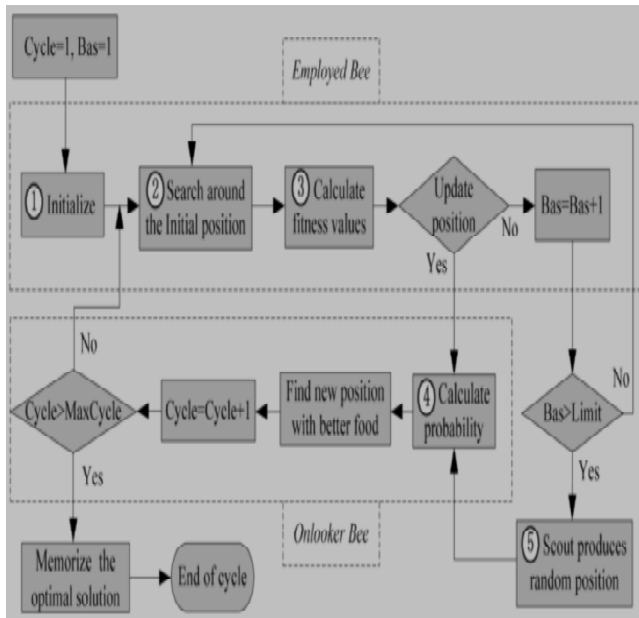 Cycle=1, Bas=1
Employed Bee
① Initialize
② Search around
the Initial position
③ Calculate
fitness values
Update
position
No
Bas=Bas+1
Yes
No
Cycle>MaxCycle
Cycle=Cycle+1
Find new position
with better food
④ Calculate
probability
Bas>Limit
No
Yes
Yes
Onlooker Bee
Memorize the
optimal solution
End of cycle
⑤ Scout produces
random position